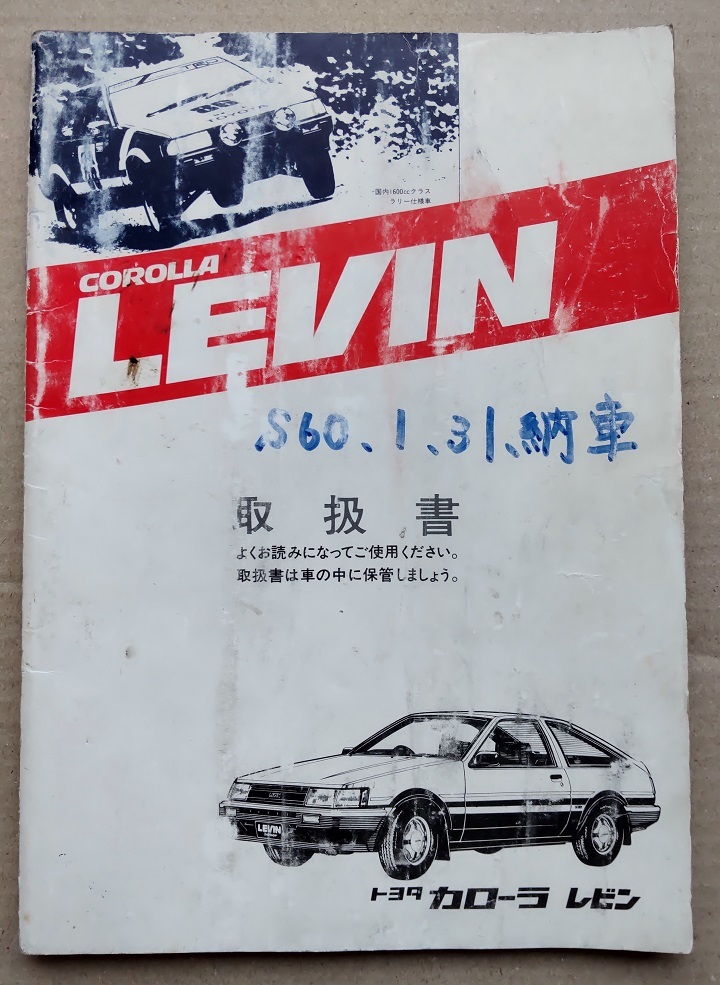 国内1600ccクラス
ラリー仕様車
COROLLA
LEVIN
S60、1、31、納車
取扱書
よくお読みになってご使用ください。
取扱書は車の中に保管しましょう。
LEVIN
トヨタ カローラ レビン